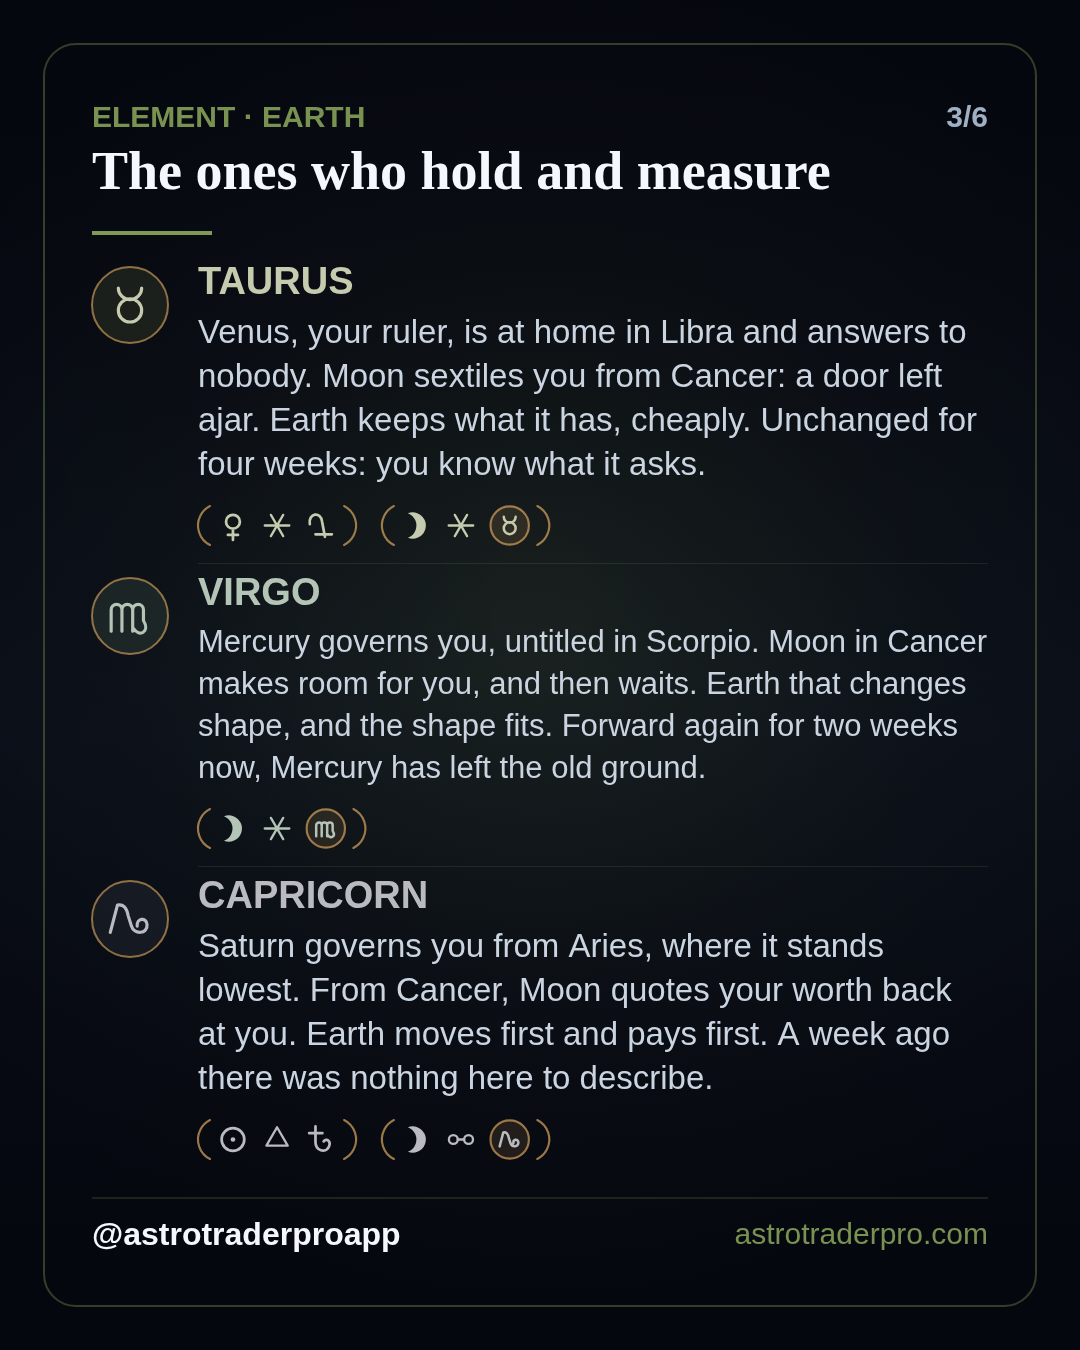 ELEMENT · EARTH
3/6
The ones who hold and measure
TAURUS
Venus, your ruler, is at home in Libra and answers to
nobody. Moon sextiles you from Cancer: a door left
ajar. Earth keeps what it has, cheaply. Unchanged for
four weeks: you know what it asks.
VIRGO
Mercury governs you, untitled in Scorpio. Moon in Cancer
makes room for you, and then waits. Earth that changes
shape, and the shape fits. Forward again for two weeks
now, Mercury has left the old ground.
CAPRICORN
Saturn governs you from Aries, where it stands
lowest. From Cancer, Moon quotes your worth back
at you. Earth moves first and pays first. A week ago
there was nothing here to describe.
@astrotraderproapp
astrotraderpro.com